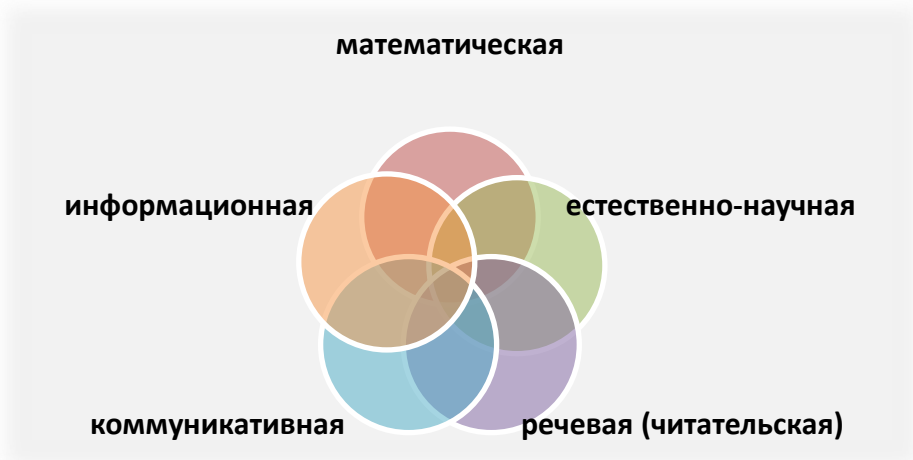 математическая
информационная
естественно-научная
коммуникативная
речевая (читательская)